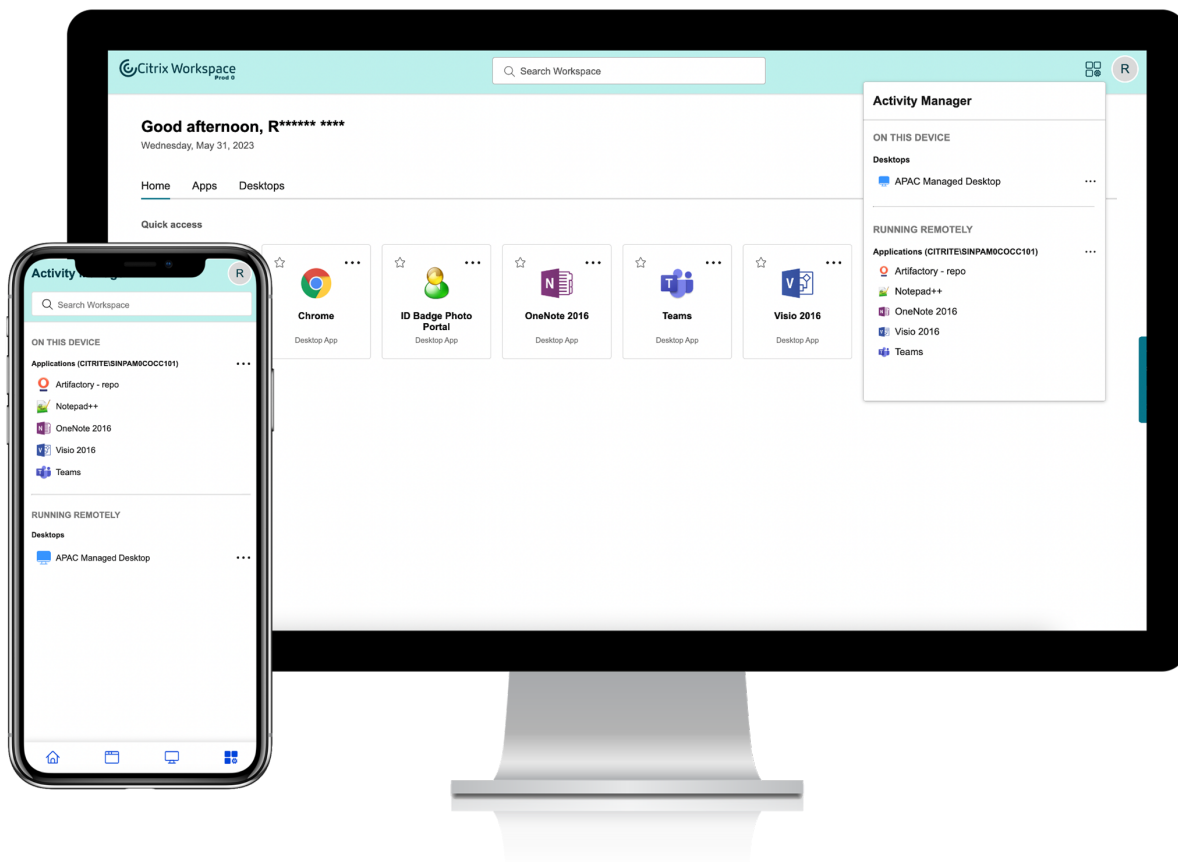 Citrix Workspace
Prod 0
Search Workspace
R
Good afternoon, R****** ****
Wednesday, May 31, 2023
Home Apps Desktops
Quick access
Chrome
Desktop App
ID Badge Photo
Portal
Desktop App
N
OneNote 2016
Desktop App
T
Teams
Desktop App
V
Visio 2016
Desktop App
Activity Manager
ON THIS DEVICE
Desktops
APAC Managed Desktop
RUNNING REMOTELY
Applications (CITRITE\SINPAM0COCC101)
Artifactory - repo
Notepad++
OneNote 2016
Visio 2016
Teams
Activity
R
Search Workspace
ON THIS DEVICE
Applications (CITRITE\SINPAM0COCC101)
Artifactory - repo
Notepad++
OneNote 2016
Visio 2016
Teams
RUNNING REMOTELY
Desktops
APAC Managed Desktop